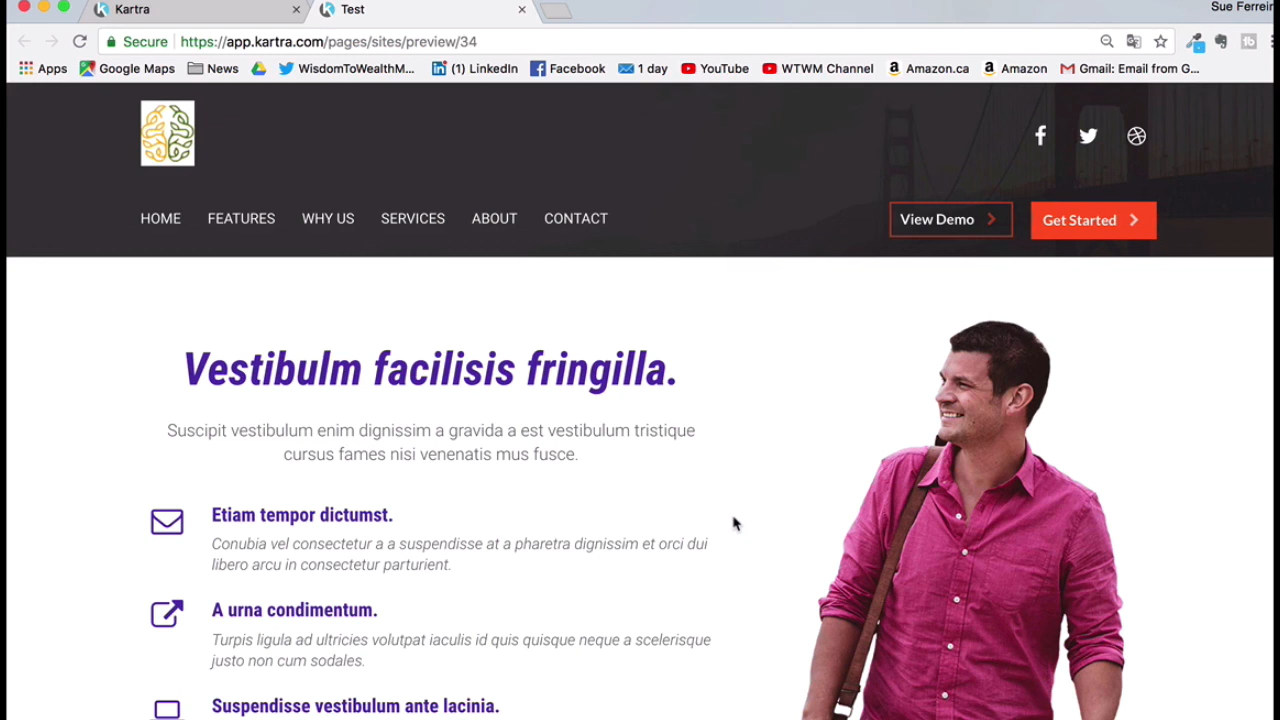 Kartra
Test
Sue Ferrein
Secure
https://app.kartra.com/pages/sites/preview/34
Apps
Google Maps
News
WisdomToWealthM...
(1) LinkedIn
Facebook
1 day
YouTube
WTWM Channel
Amazon.ca
Amazon
Gmail: Email from G...
HOME
FEATURES
WHY US
SERVICES
ABOUT
CONTACT
View Demo
Get Started
Vestibulm facilisis fringilla.
Suscipit vestibulum enim dignissim a gravida a est vestibulum tristique
cursus fames nisi venenatis mus fusce.
Etiam tempor dictumst.
Conubia vel consectetur a a suspendisse at a pharetra dignissim et orci dui
libero arcu in consectetur parturient.
A urna condimentum.
Turpis ligula ad ultricies volutpat iaculis id quis quisque neque a scelerisque
justo non cum sodales.
Suspendisse vestibulum ante lacinia.